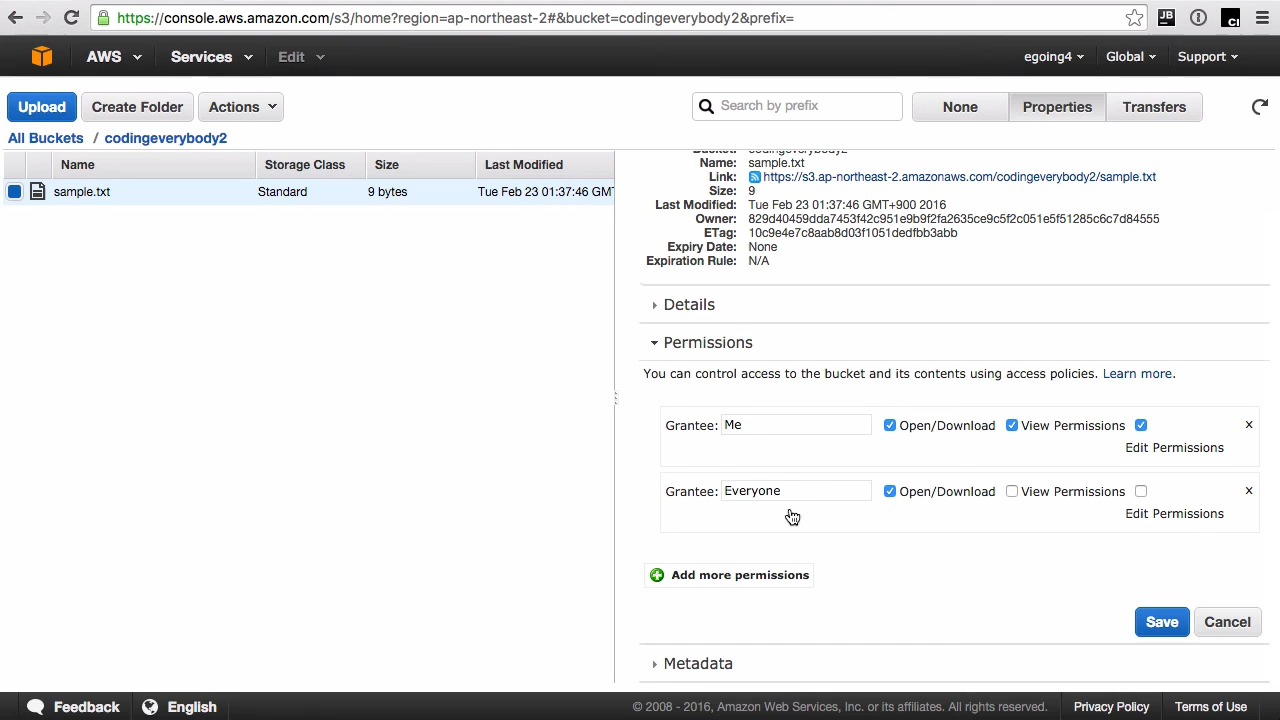 https://console.aws.amazon.com/s3/home?region=ap-northeast-2#&bucket=codingeverybody2&prefix=
JB
AWS Services Edit egoing4 Global Support
Upload Create Folder Actions Search by prefix None Properties Transfers
All Buckets / codingeverybody2
Name Storage Class Size Last Modified
sample.txt Standard 9 bytes Tue Feb 23 01:37:46 GMT
Bucket: codingeverybody2
Name: sample.txt
Link: https://s3.ap-northeast-2.amazonaws.com/codingeverybody2/sample.txt
Size: 9
Last Modified: Tue Feb 23 01:37:46 GMT+900 2016
Owner: 829d40459dda7453f42c951e9b9f2fa2635ce9c5f2c051e5f51285c6c7d84555
ETag: 10c9e4e7c8aab8d03f1051dedfbb3abb
Expiry Date: None
Expiration Rule: N/A
Details
Permissions
You can control access to the bucket and its contents using access policies. Learn more.
Grantee: Me Open/Download View Permissions x
Edit Permissions
Grantee: Everyone Open/Download View Permissions x
Edit Permissions
Add more permissions
Save Cancel
Metadata
Feedback English © 2008 - 2016, Amazon Web Services, Inc. or its affiliates. All rights reserved. Privacy Policy Terms of Use